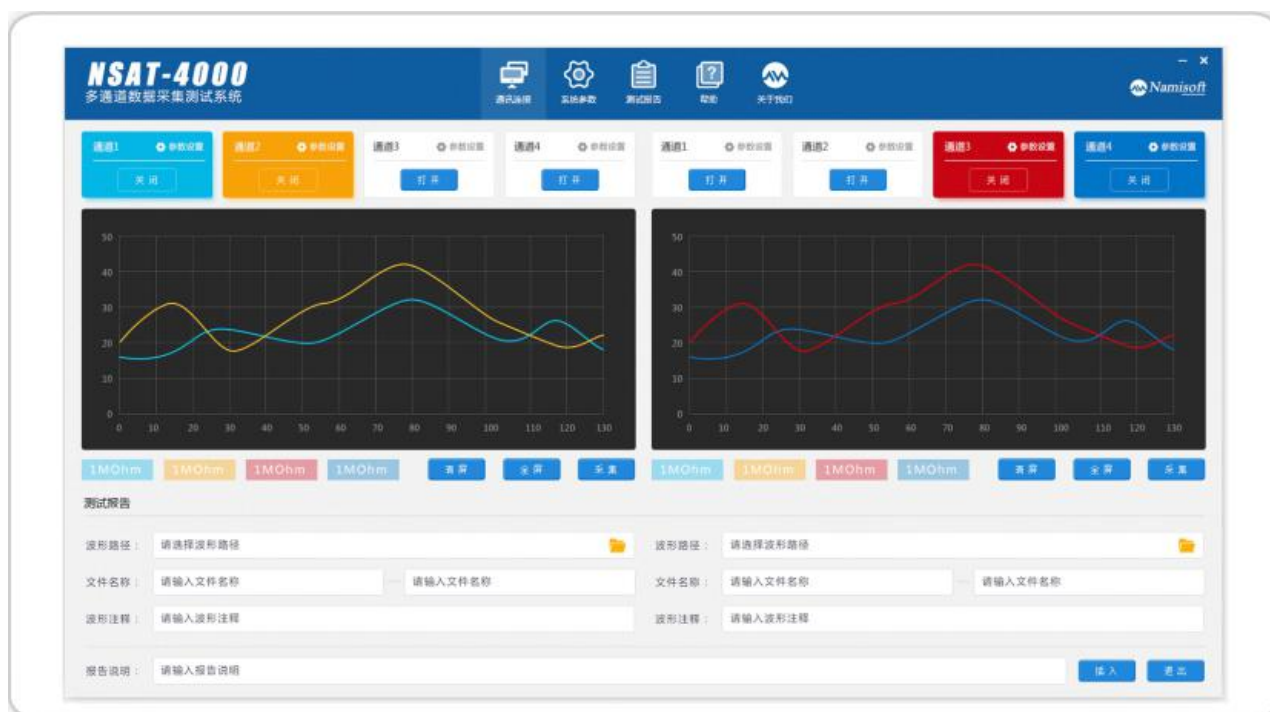 NSAT-4000
多通道数据采集测试系统
通讯连接 系统参数 测试报告 帮助 关于我们
Namisoft
通道1 参数设置 通道2 参数设置 通道3 参数设置 通道4 参数设置 通道1 参数设置 通道2 参数设置 通道3 参数设置 通道4 参数设置
关闭 关闭 打开 打开 打开 打开 关闭 关闭
50 50
40 40
30 30
20 20
10 10
0 0
0 10 20 30 40 50 60 70 80 90 100 110 120 130 0 10 20 30 40 50 60 70 80 90 100 110 120 130
1MOhm 1MOhm 1MOhm 1MOhm 清屏 全屏 采集 1MOhm 1MOhm 1MOhm 1MOhm 清屏 全屏 采集
测试报告
波形路径： 请选择波形路径 波形路径： 请选择波形路径
文件名称： 请输入文件名称 — 请输入文件名称 文件名称： 请输入文件名称 — 请输入文件名称
波形注释： 请输入波形注释 波形注释： 请输入波形注释
报告说明： 请输入报告说明 插入 退出